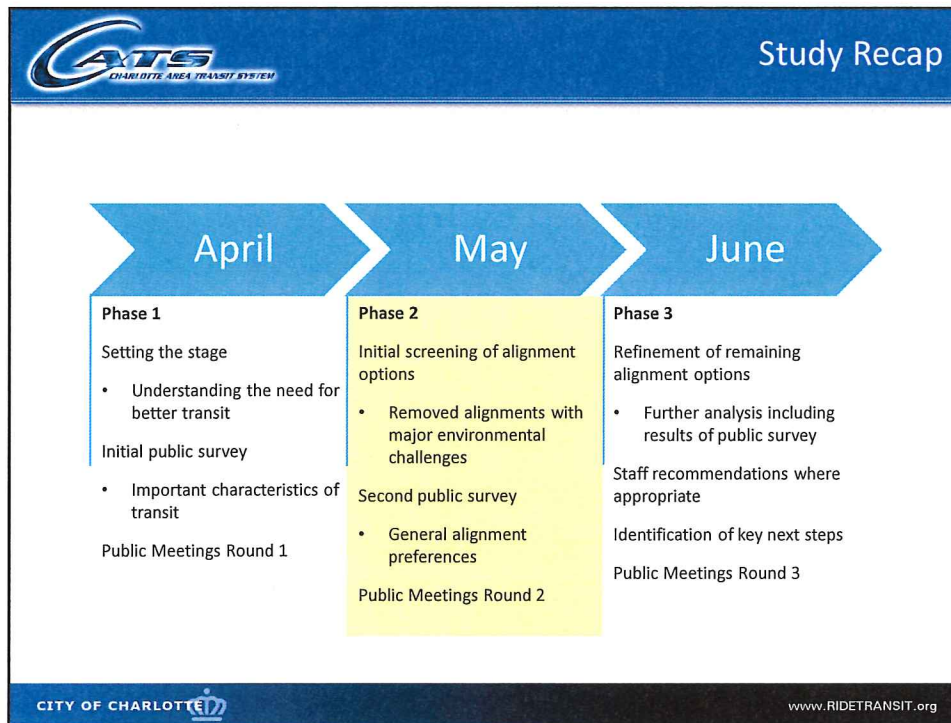 CATS
CHARLOTTE AREA TRANSIT SYSTEM
Study Recap
April
May
June
Phase 1
Setting the stage
• Understanding the need for
better transit
Initial public survey
• Important characteristics of
transit
Public Meetings Round 1
Phase 2
Initial screening of alignment
options
• Removed alignments with
major environmental
challenges
Second public survey
• General alignment
preferences
Public Meetings Round 2
Phase 3
Refinement of remaining
alignment options
• Further analysis including
results of public survey
Staff recommendations where
appropriate
Identification of key next steps
Public Meetings Round 3
CITY OF CHARLOTTE
www.RIDETRANSIT.org